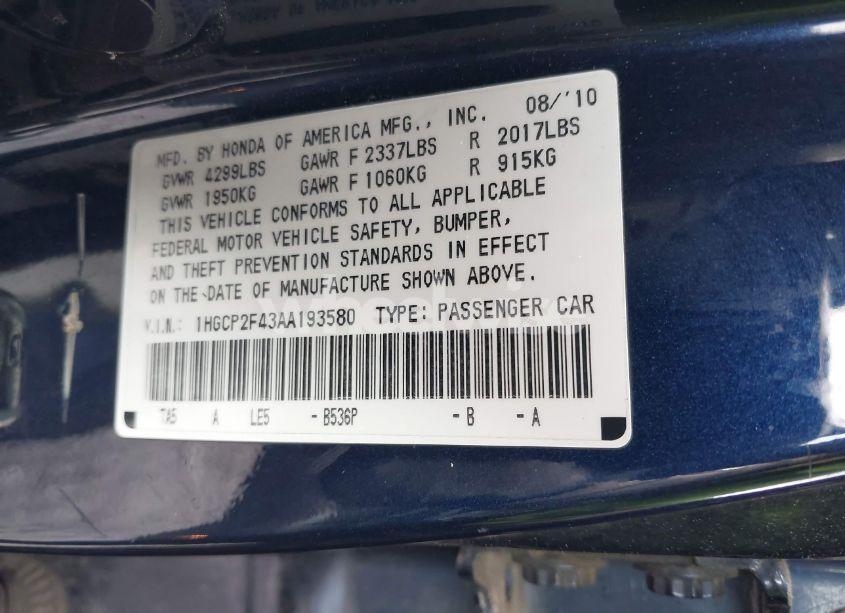 MFD. BY HONDA OF AMERICA MFG., INC. 08/'10
GVWR 4299LBS GAWR F 2337LBS R 2017LBS
GVWR 1950KG GAWR F 1060KG R 915KG
THIS VEHICLE CONFORMS TO ALL APPLICABLE
FEDERAL MOTOR VEHICLE SAFETY, BUMPER,
AND THEFT PREVENTION STANDARDS IN EFFECT
ON THE DATE OF MANUFACTURE SHOWN ABOVE.
V.I.N.: 1HGCP2F43AA193580 TYPE: PASSENGER CAR
TA5 A LE5 - B536P - B - A